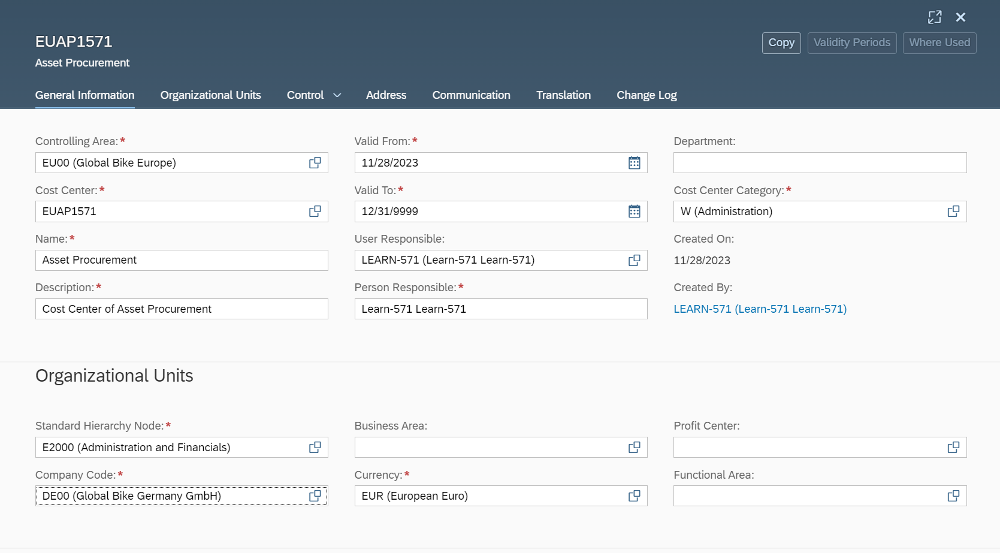 EUAP1571
Copy
Validity Periods
Where Used
Asset Procurement
General Information
Organizational Units
Control
Address
Communication
Translation
Change Log
Controlling Area:*
Valid From:*
Department:
EU00 (Global Bike Europe)
11/28/2023
Cost Center:*
Valid To:*
Cost Center Category:*
EUAP1571
12/31/9999
W (Administration)
Name:*
User Responsible:
Created On:
Asset Procurement
LEARN-571 (Learn-571 Learn-571)
11/28/2023
Description:*
Person Responsible:*
Created By:
Cost Center of Asset Procurement
Learn-571 Learn-571
LEARN-571 (Learn-571 Learn-571)
Organizational Units
Standard Hierarchy Node:*
Business Area:
Profit Center:
E2000 (Administration and Financials)
Company Code:*
Currency:*
Functional Area:
DE00 (Global Bike Germany GmbH)
EUR (European Euro)